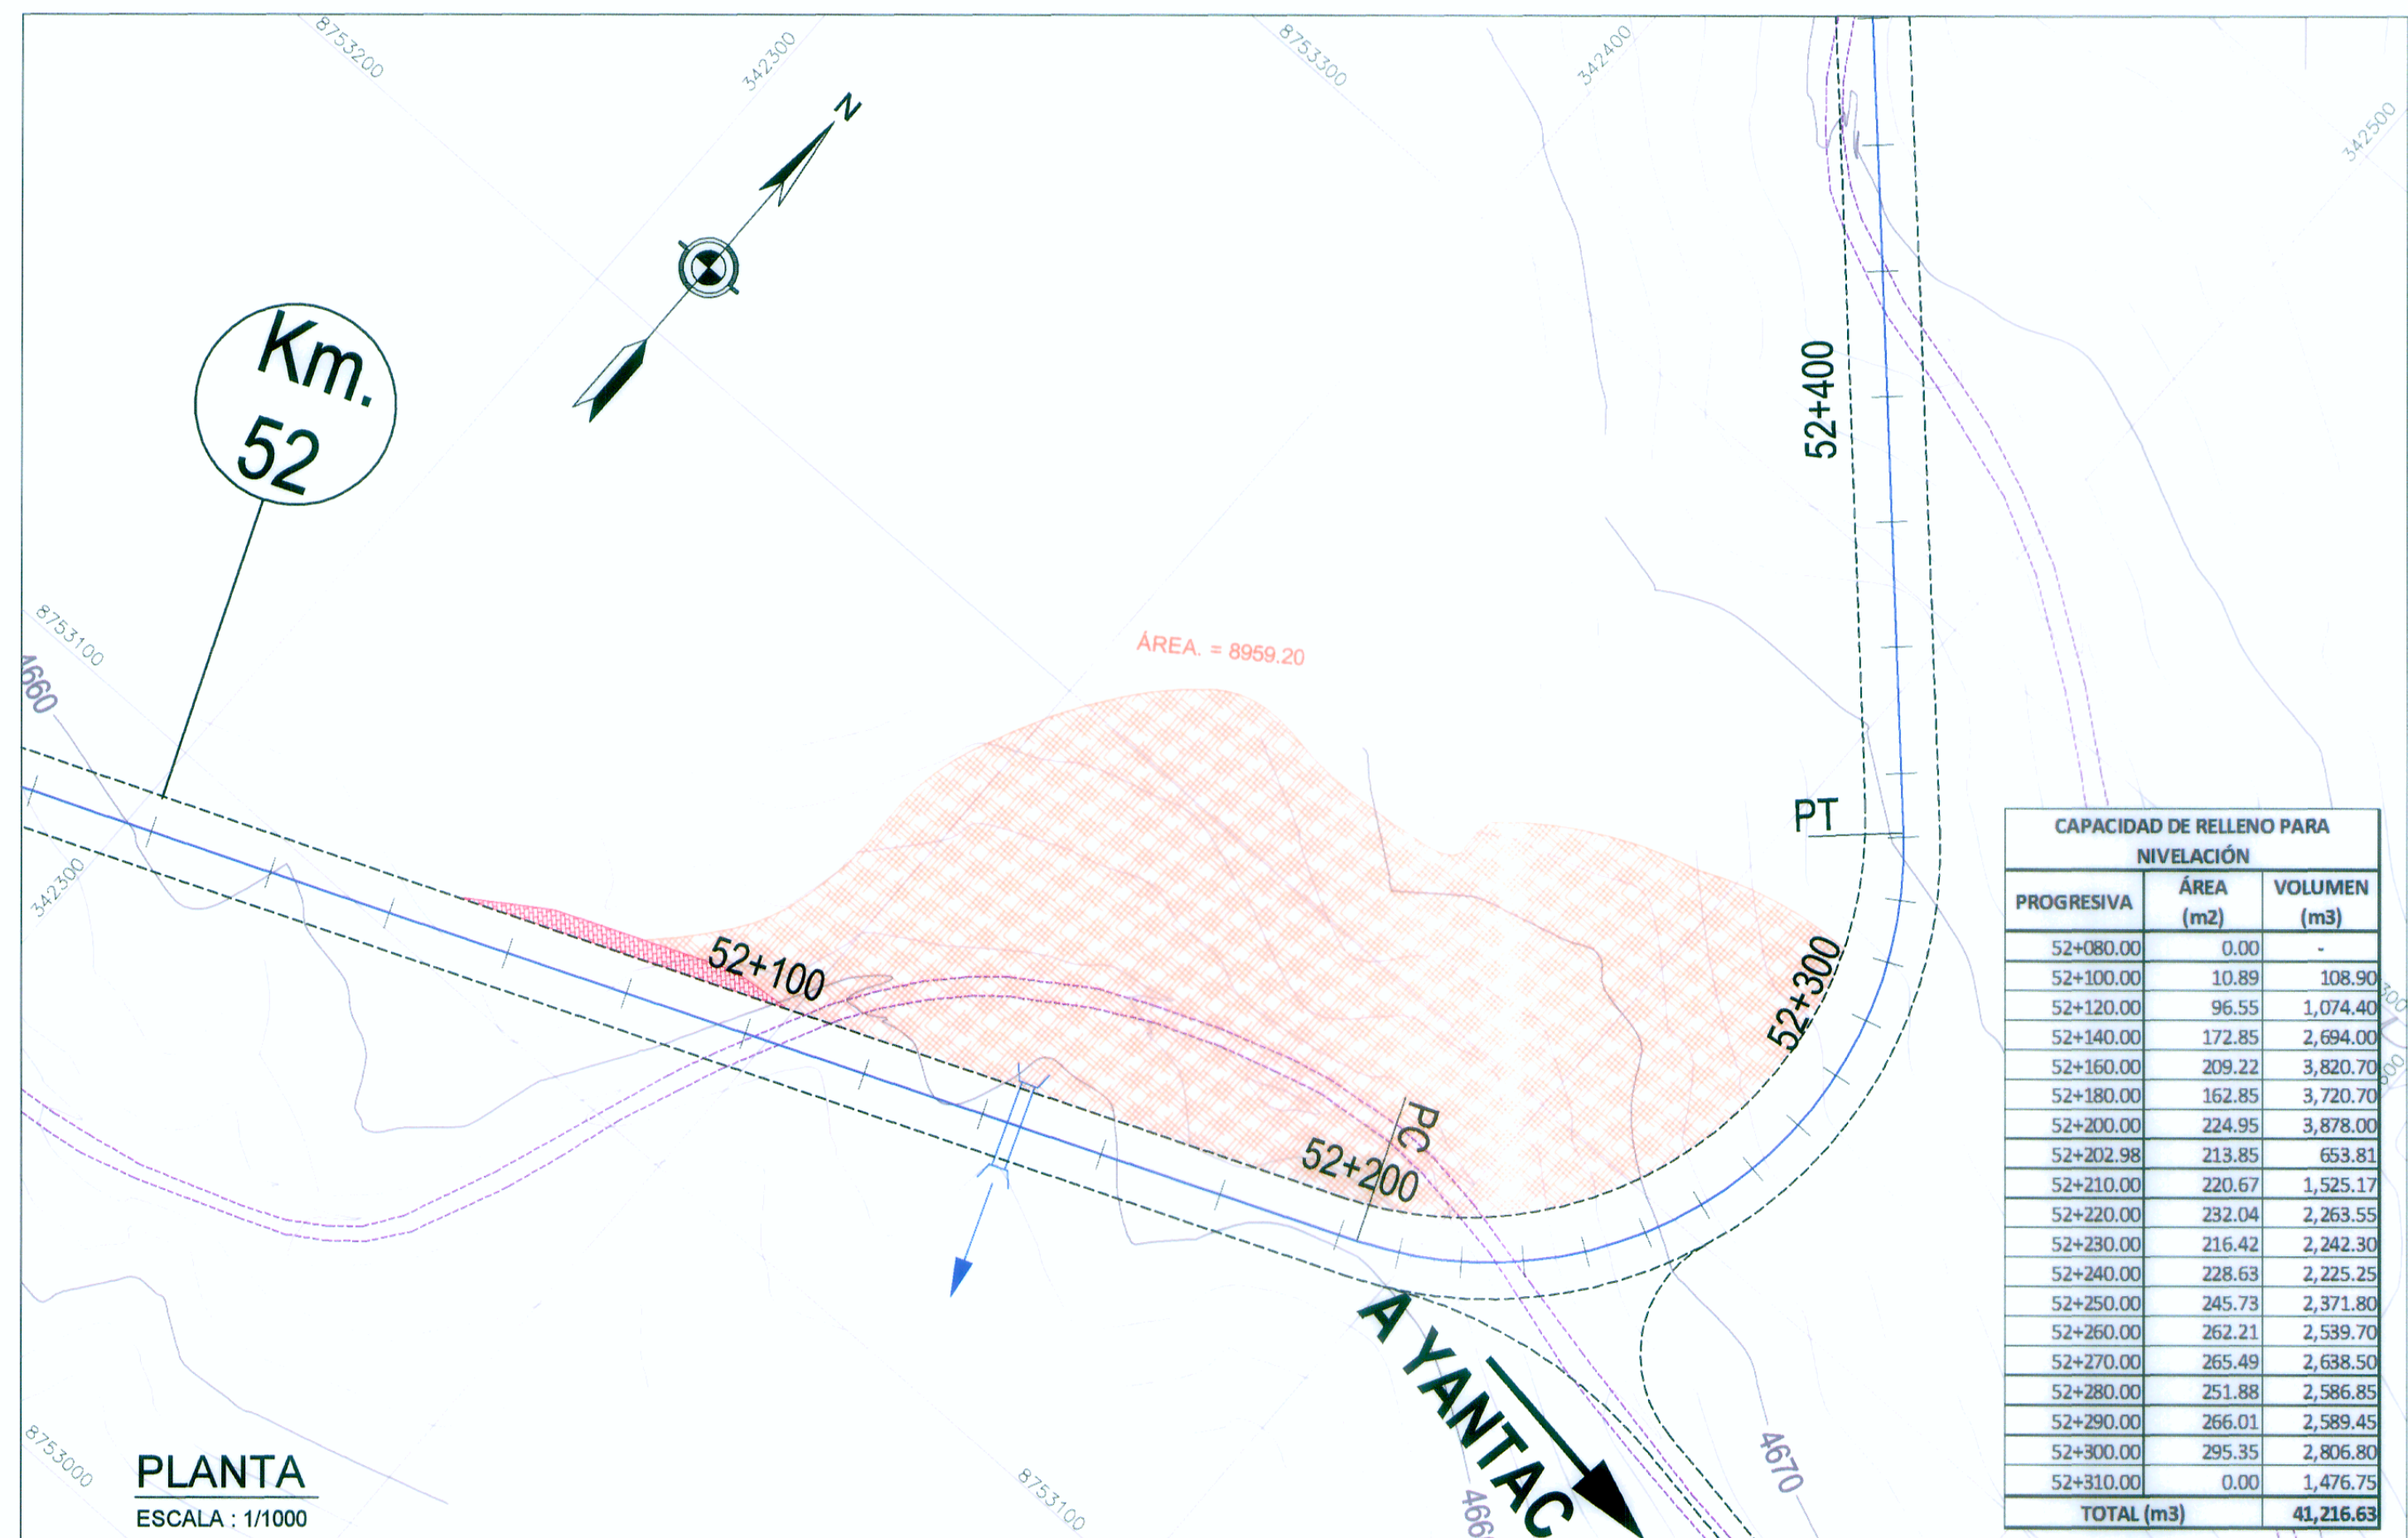 8753200
342300
8753300
342400
342500
N
Km.
52
52+400
8753100
4660
342300
ÁREA. = 8959.20
PT
52+100
52+300
PC
52+200
A YANTAC
4670
8753000
8753100
PLANTA
ESCALA : 1/1000
CAPACIDAD DE RELLENO PARA
NIVELACIÓN
PROGRESIVA ÁREA (m2) VOLUMEN (m3)
52+080.00 0.00 -
52+100.00 10.89 108.90
52+120.00 96.55 1,074.40
52+140.00 172.85 2,694.00
52+160.00 209.22 3,820.70
52+180.00 162.85 3,720.70
52+200.00 224.95 3,878.00
52+202.98 213.85 653.81
52+210.00 220.67 1,525.17
52+220.00 232.04 2,263.55
52+230.00 216.42 2,242.30
52+240.00 228.63 2,225.25
52+250.00 245.73 2,371.80
52+260.00 262.21 2,539.70
52+270.00 265.49 2,638.50
52+280.00 251.88 2,586.85
52+290.00 266.01 2,589.45
52+300.00 295.35 2,806.80
52+310.00 0.00 1,476.75
TOTAL (m3) 41,216.63